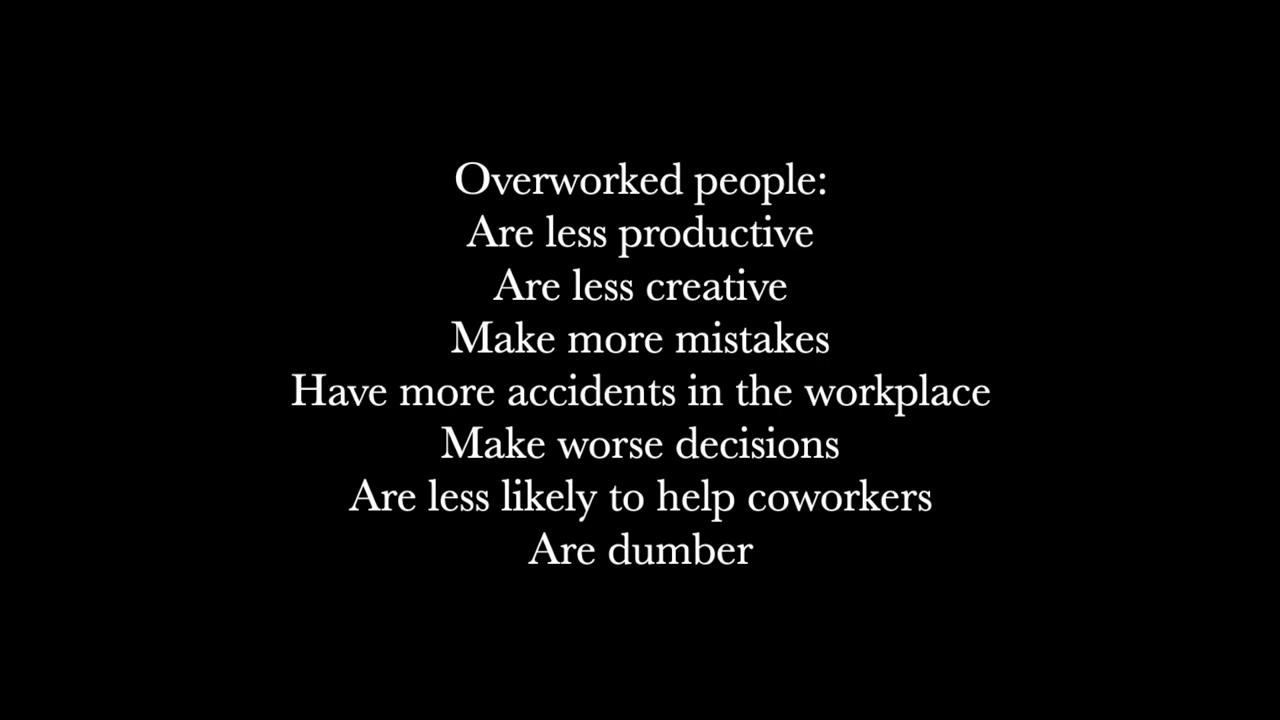 Overworked people:
Are less productive
Are less creative
Make more mistakes
Have more accidents in the workplace
Make worse decisions
Are less likely to help coworkers
Are dumber